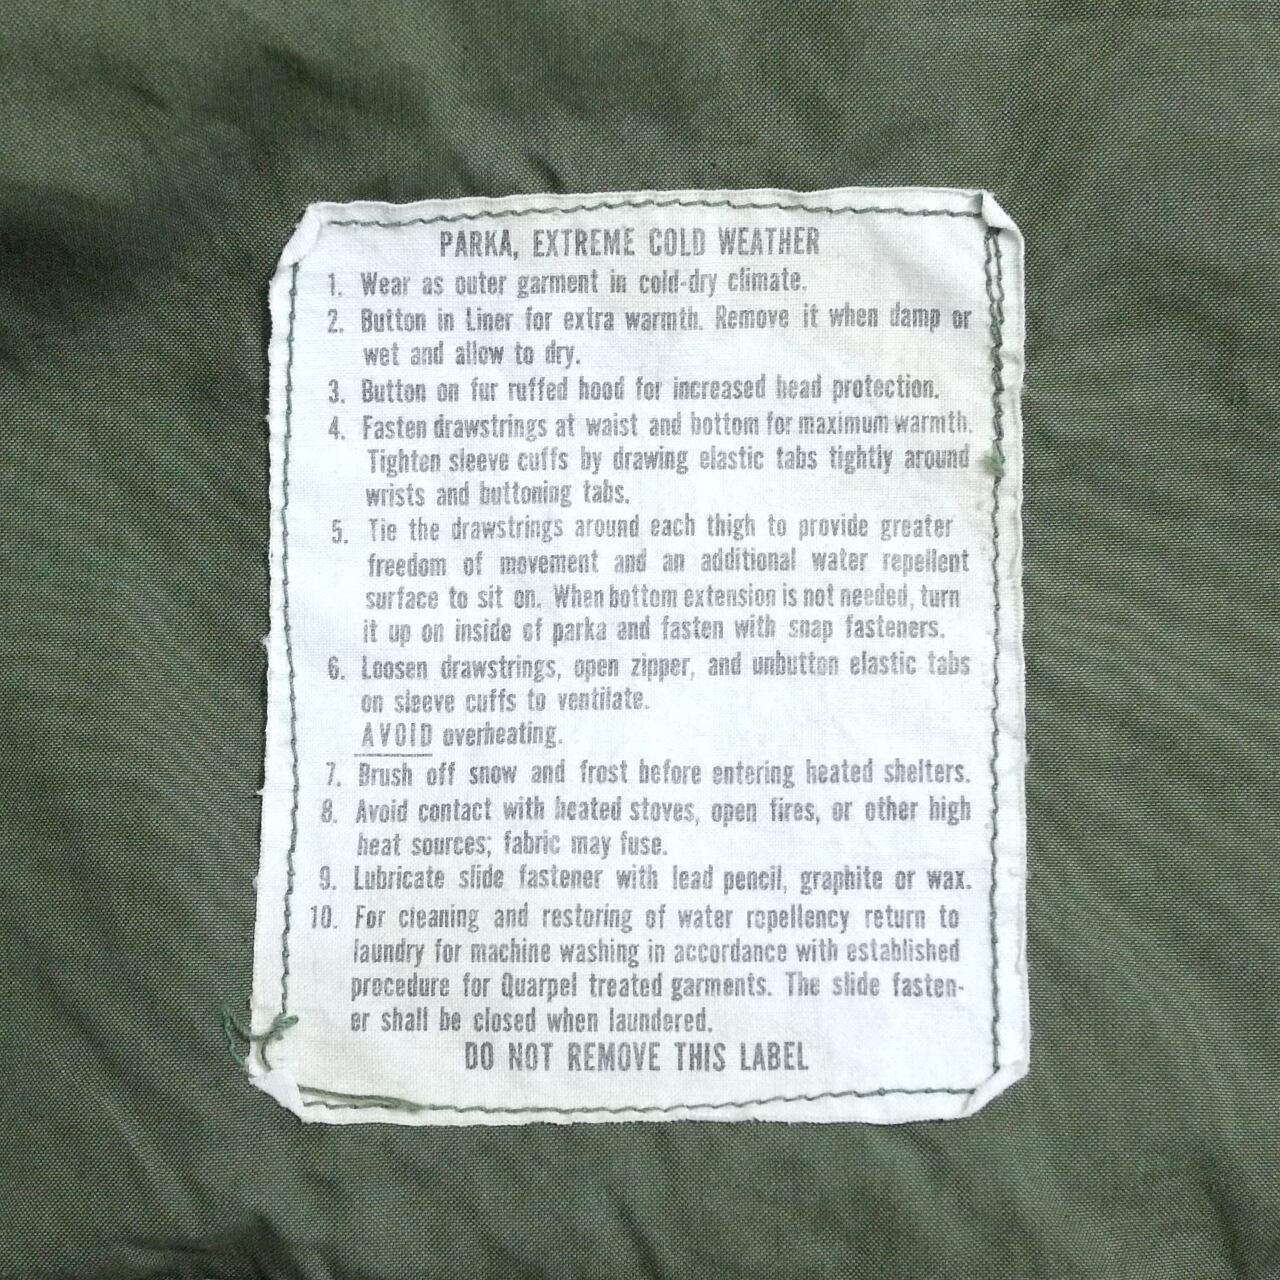 PARKA, EXTREME COLD WEATHER
1. Wear as outer garment in cold-dry climate.
2. Button in Liner for extra warmth. Remove it when damp or
wet and allow to dry.
3. Button on fur ruffed hood for increased head protection.
4. Fasten drawstrings at waist and bottom for maximum warmth.
Tighten sleeve cuffs by drawing elastic tabs tightly around
wrists and buttoning tabs.
5. Tie the drawstrings around each thigh to provide greater
freedom of movement and an additional water repellent
surface to sit on. When bottom extension is not needed, turn
it up on inside of parka and fasten with snap fasteners.
6. Loosen drawstrings, open zipper, and unbutton elastic tabs
on sleeve cuffs to ventilate.
AVOID overheating.
7. Brush off snow and frost before entering heated shelters.
8. Avoid contact with heated stoves, open fires, or other high
heat sources; fabric may fuse.
9. Lubricate slide fastener with lead pencil, graphite or wax.
10. For cleaning and restoring of water repellency return to
laundry for machine washing in accordance with established
procedure for Quarpel treated garments. The slide fasten-
er shall be closed when laundered.
DO NOT REMOVE THIS LABEL